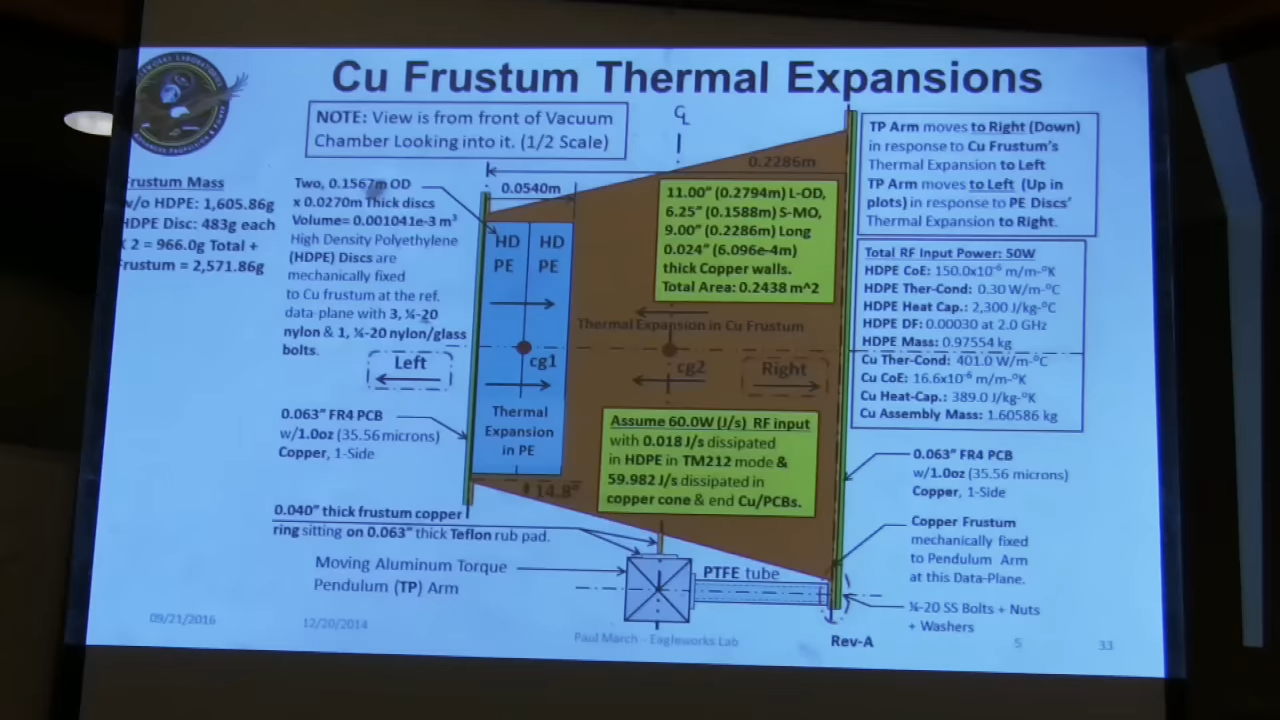 Cu Frustum Thermal Expansions
NOTE: View is from front of Vacuum
Chamber Looking into it. (1/2 Scale)
Frustum Mass
w/o HDPE: 1,605.86g
HDPE Disc: 483g each
X 2 = 966.0g Total +
Frustum = 2,571.86g
Two, 0.1567m OD
x 0.0270m Thick discs
Volume= 0.001041e-3 m³
High Density Polyethylene
(HDPE) Discs are
mechanically fixed
to Cu frustum at the ref.
data-plane with 3, ¼-20
nylon & 1, ¼-20 nylon/glass
bolts.
Left
0.063" FR4 PCB
w/1.0oz (35.56 microns)
Copper, 1-Side
0.040" thick frustum copper
ring sitting on 0.063" thick Teflon rub pad.
Moving Aluminum Torque
Pendulum (TP) Arm
℄
0.2286m
0.0540m
HD HD
PE PE
cg1
Thermal
Expansion
in PE
14.8°
11.00" (0.2794m) L-OD,
6.25" (0.1588m) S-MO,
9.00" (0.2286m) Long
0.024" (6.096e-4m)
thick Copper walls.
Total Area: 0.2438 m^2
Thermal Expansion in Cu Frustum
cg2
Right
Assume 60.0W (J/s) RF input
with 0.018 J/s dissipated
in HDPE in TM212 mode &
59.982 J/s dissipated in
copper cone & end Cu/PCBs.
PTFE tube
TP Arm moves to Right (Down)
in response to Cu Frustum's
Thermal Expansion to Left
TP Arm moves to Left (Up in
plots) in response to PE Discs'
Thermal Expansion to Right.
Total RF Input Power: 50W
HDPE CoE: 150.0x10⁻⁶ m/m-°K
HDPE Ther-Cond: 0.30 W/m-°C
HDPE Heat Cap.: 2,300 J/kg-°C
HDPE DF: 0.00030 at 2.0 GHz
HDPE Mass: 0.97554 kg
Cu Ther-Cond: 401.0 W/m-°C
Cu CoE: 16.6x10⁻⁶ m/m-°K
Cu Heat-Cap.: 389.0 J/kg-°C
Cu Assembly Mass: 1.60586 kg
0.063" FR4 PCB
w/1.0oz (35.56 microns)
Copper, 1-Side
Copper Frustum
mechanically fixed
to Pendulum Arm
at this Data-Plane.
¼-20 SS Bolts + Nuts
+ Washers
Rev-A
09/21/2016
12/20/2014
Paul March - Eagleworks Lab
5
33